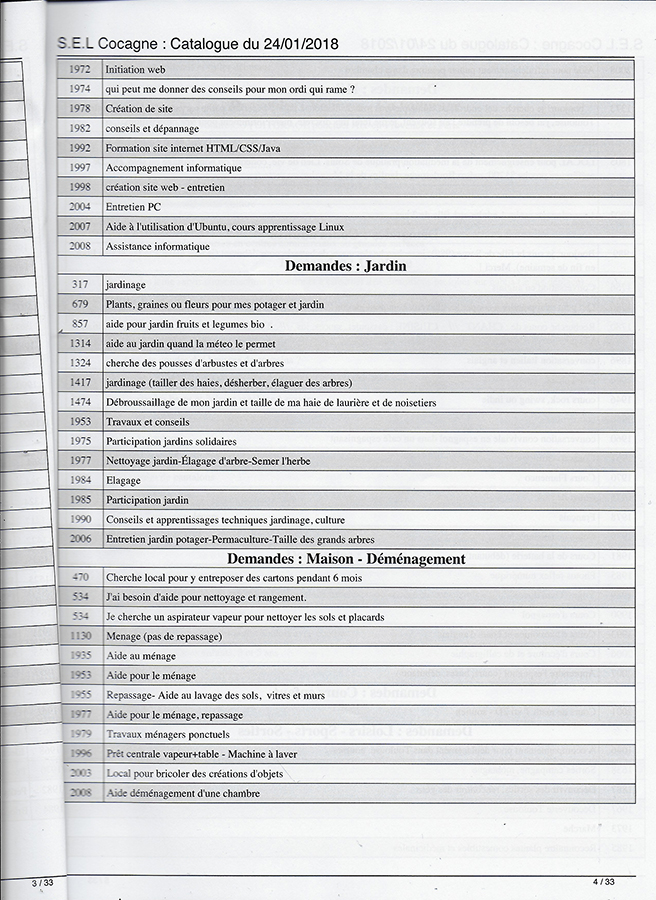 S.E.L Cocagne : Catalogue du 24/01/2018
1972 Initiation web
1974 qui peut me donner des conseils pour mon ordi qui rame ?
1978 Création de site
1982 conseils et dépannage
1992 Formation site internet HTML/CSS/Java
1997 Accompagnement informatique
1998 création site web - entretien
2004 Entretien PC
2007 Aide à l'utilisation d'Ubuntu, cours apprentissage Linux
2008 Assistance informatique
Demandes : Jardin
317 jardinage
679 Plants, graines ou fleurs pour mes potager et jardin
857 aide pour jardin fruits et legumes bio .
1314 aide au jardin quand la méteo le permet
1324 cherche des pousses d'arbustes et d'arbres
1417 jardinage (tailler des haies, désherber, élaguer des arbres)
1474 Débroussaillage de mon jardin et taille de ma haie de laurière et de noisetiers
1953 Travaux et conseils
1975 Participation jardins solidaires
1977 Nettoyage jardin-Élagage d'arbre-Semer l'herbe
1984 Elagage
1985 Participation jardin
1990 Conseils et apprentissages techniques jardinage, culture
2006 Entretien jardin potager-Permaculture-Taille des grands arbres
Demandes : Maison - Déménagement
470 Cherche local pour y entreposer des cartons pendant 6 mois
534 J'ai besoin d'aide pour nettoyage et rangement.
534 Je cherche un aspirateur vapeur pour nettoyer les sols et placards
1130 Menage (pas de repassage)
1935 Aide au ménage
1953 Aide pour le ménage
1955 Repassage- Aide au lavage des sols, vitres et murs
1977 Aide pour le ménage, repassage
1979 Travaux ménagers ponctuels
1996 Prêt centrale vapeur+table - Machine à laver
2003 Local pour bricoler des créations d'objets
2008 Aide déménagement d'une chambre
3 / 33
4 / 33